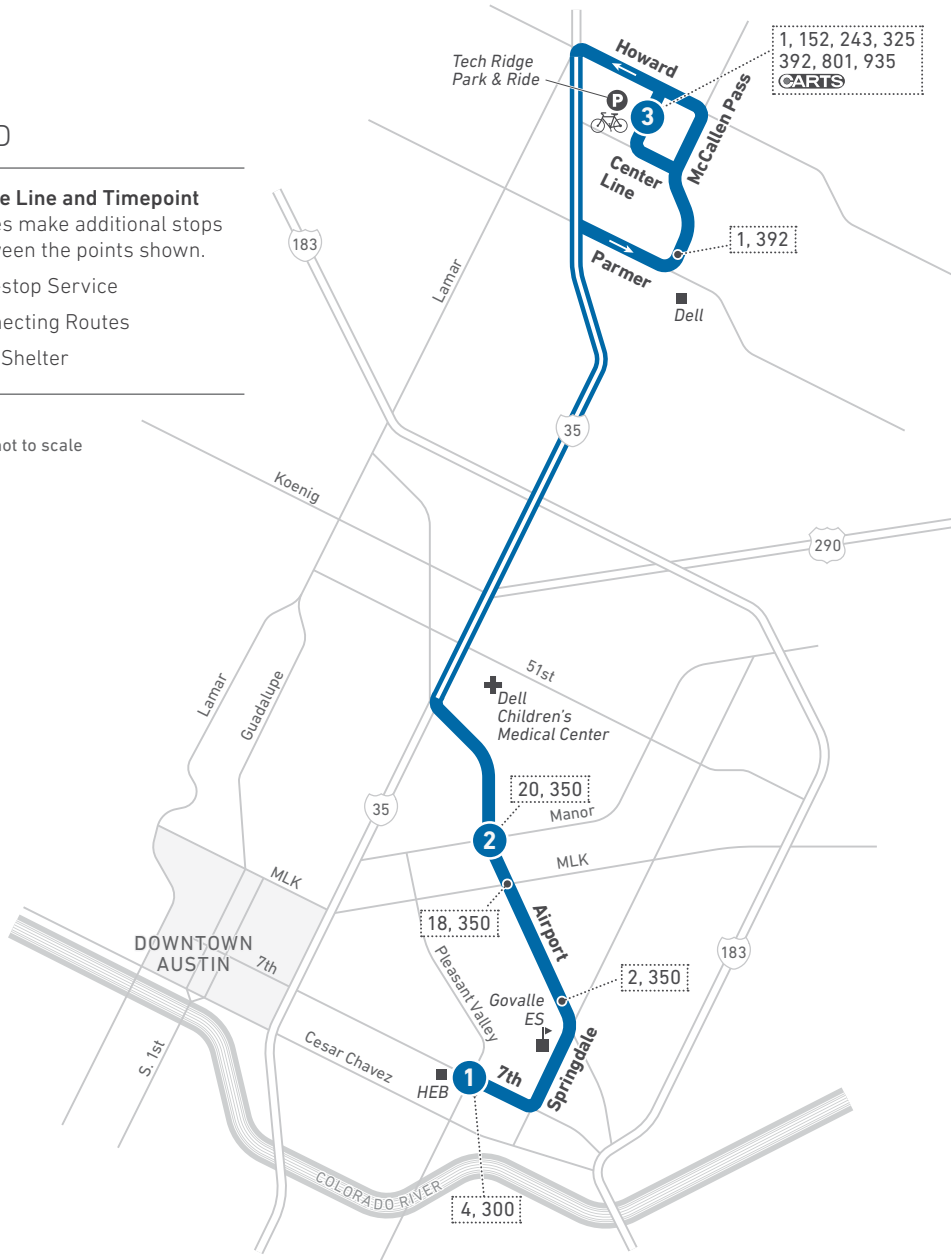 D
e Line and Timepoint
es make additional stops
ween the points shown.
stop Service
necting Routes
Shelter
not to scale
Howard
McCallen Pass
1, 152, 243, 325
392, 801, 935
CARTS
Tech Ridge
Park & Ride
P
3
Center
Line
1, 392
Parmer
Dell
183
Lamar
35
Koenig
290
51st
Dell
Children's
Medical Center
Lamar
Guadalupe
35
20, 350
Manor
2
MLK
MLK
18, 350
Airport
DOWNTOWN
AUSTIN
7th
Pleasant Valley
183
2, 350
Govalle
ES
Cesar Chavez
S. 1st
HEB
1
7th
Springdale
COLORADO RIVER
4, 300